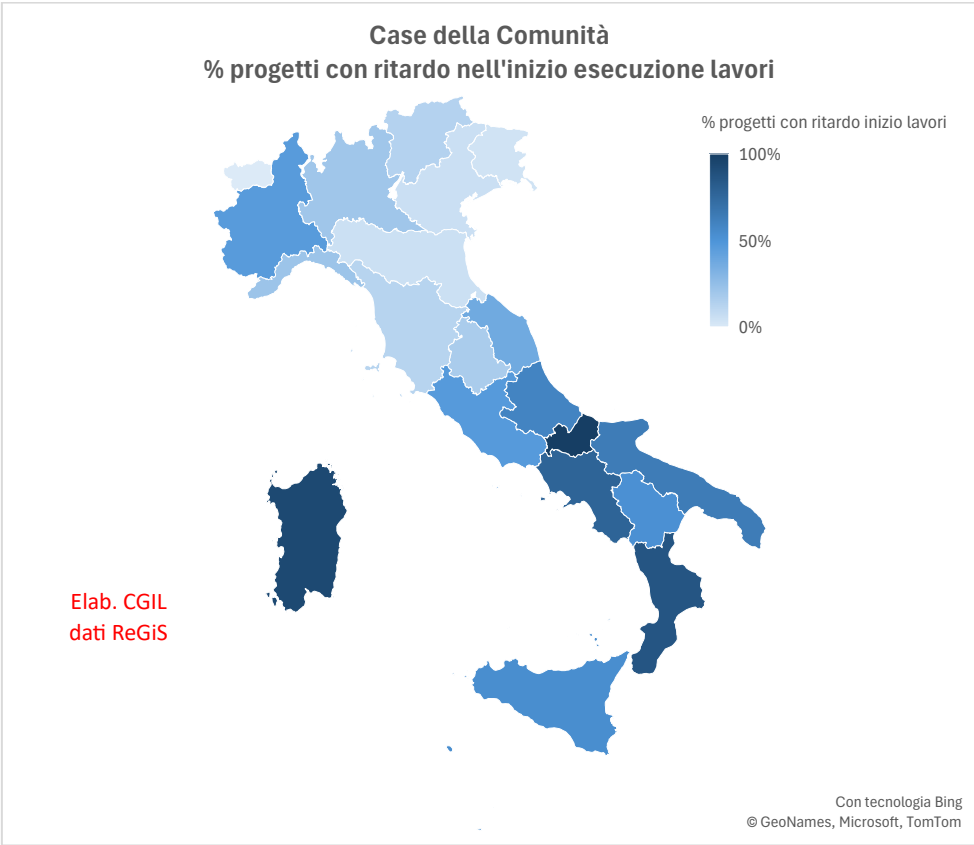 Case della Comunità
% progetti con ritardo nell'inizio esecuzione lavori
% progetti con ritardo inizio lavori
100%
50%
0%
Elab. CGIL
dati ReGiS
Con tecnologia Bing
© GeoNames, Microsoft, TomTom